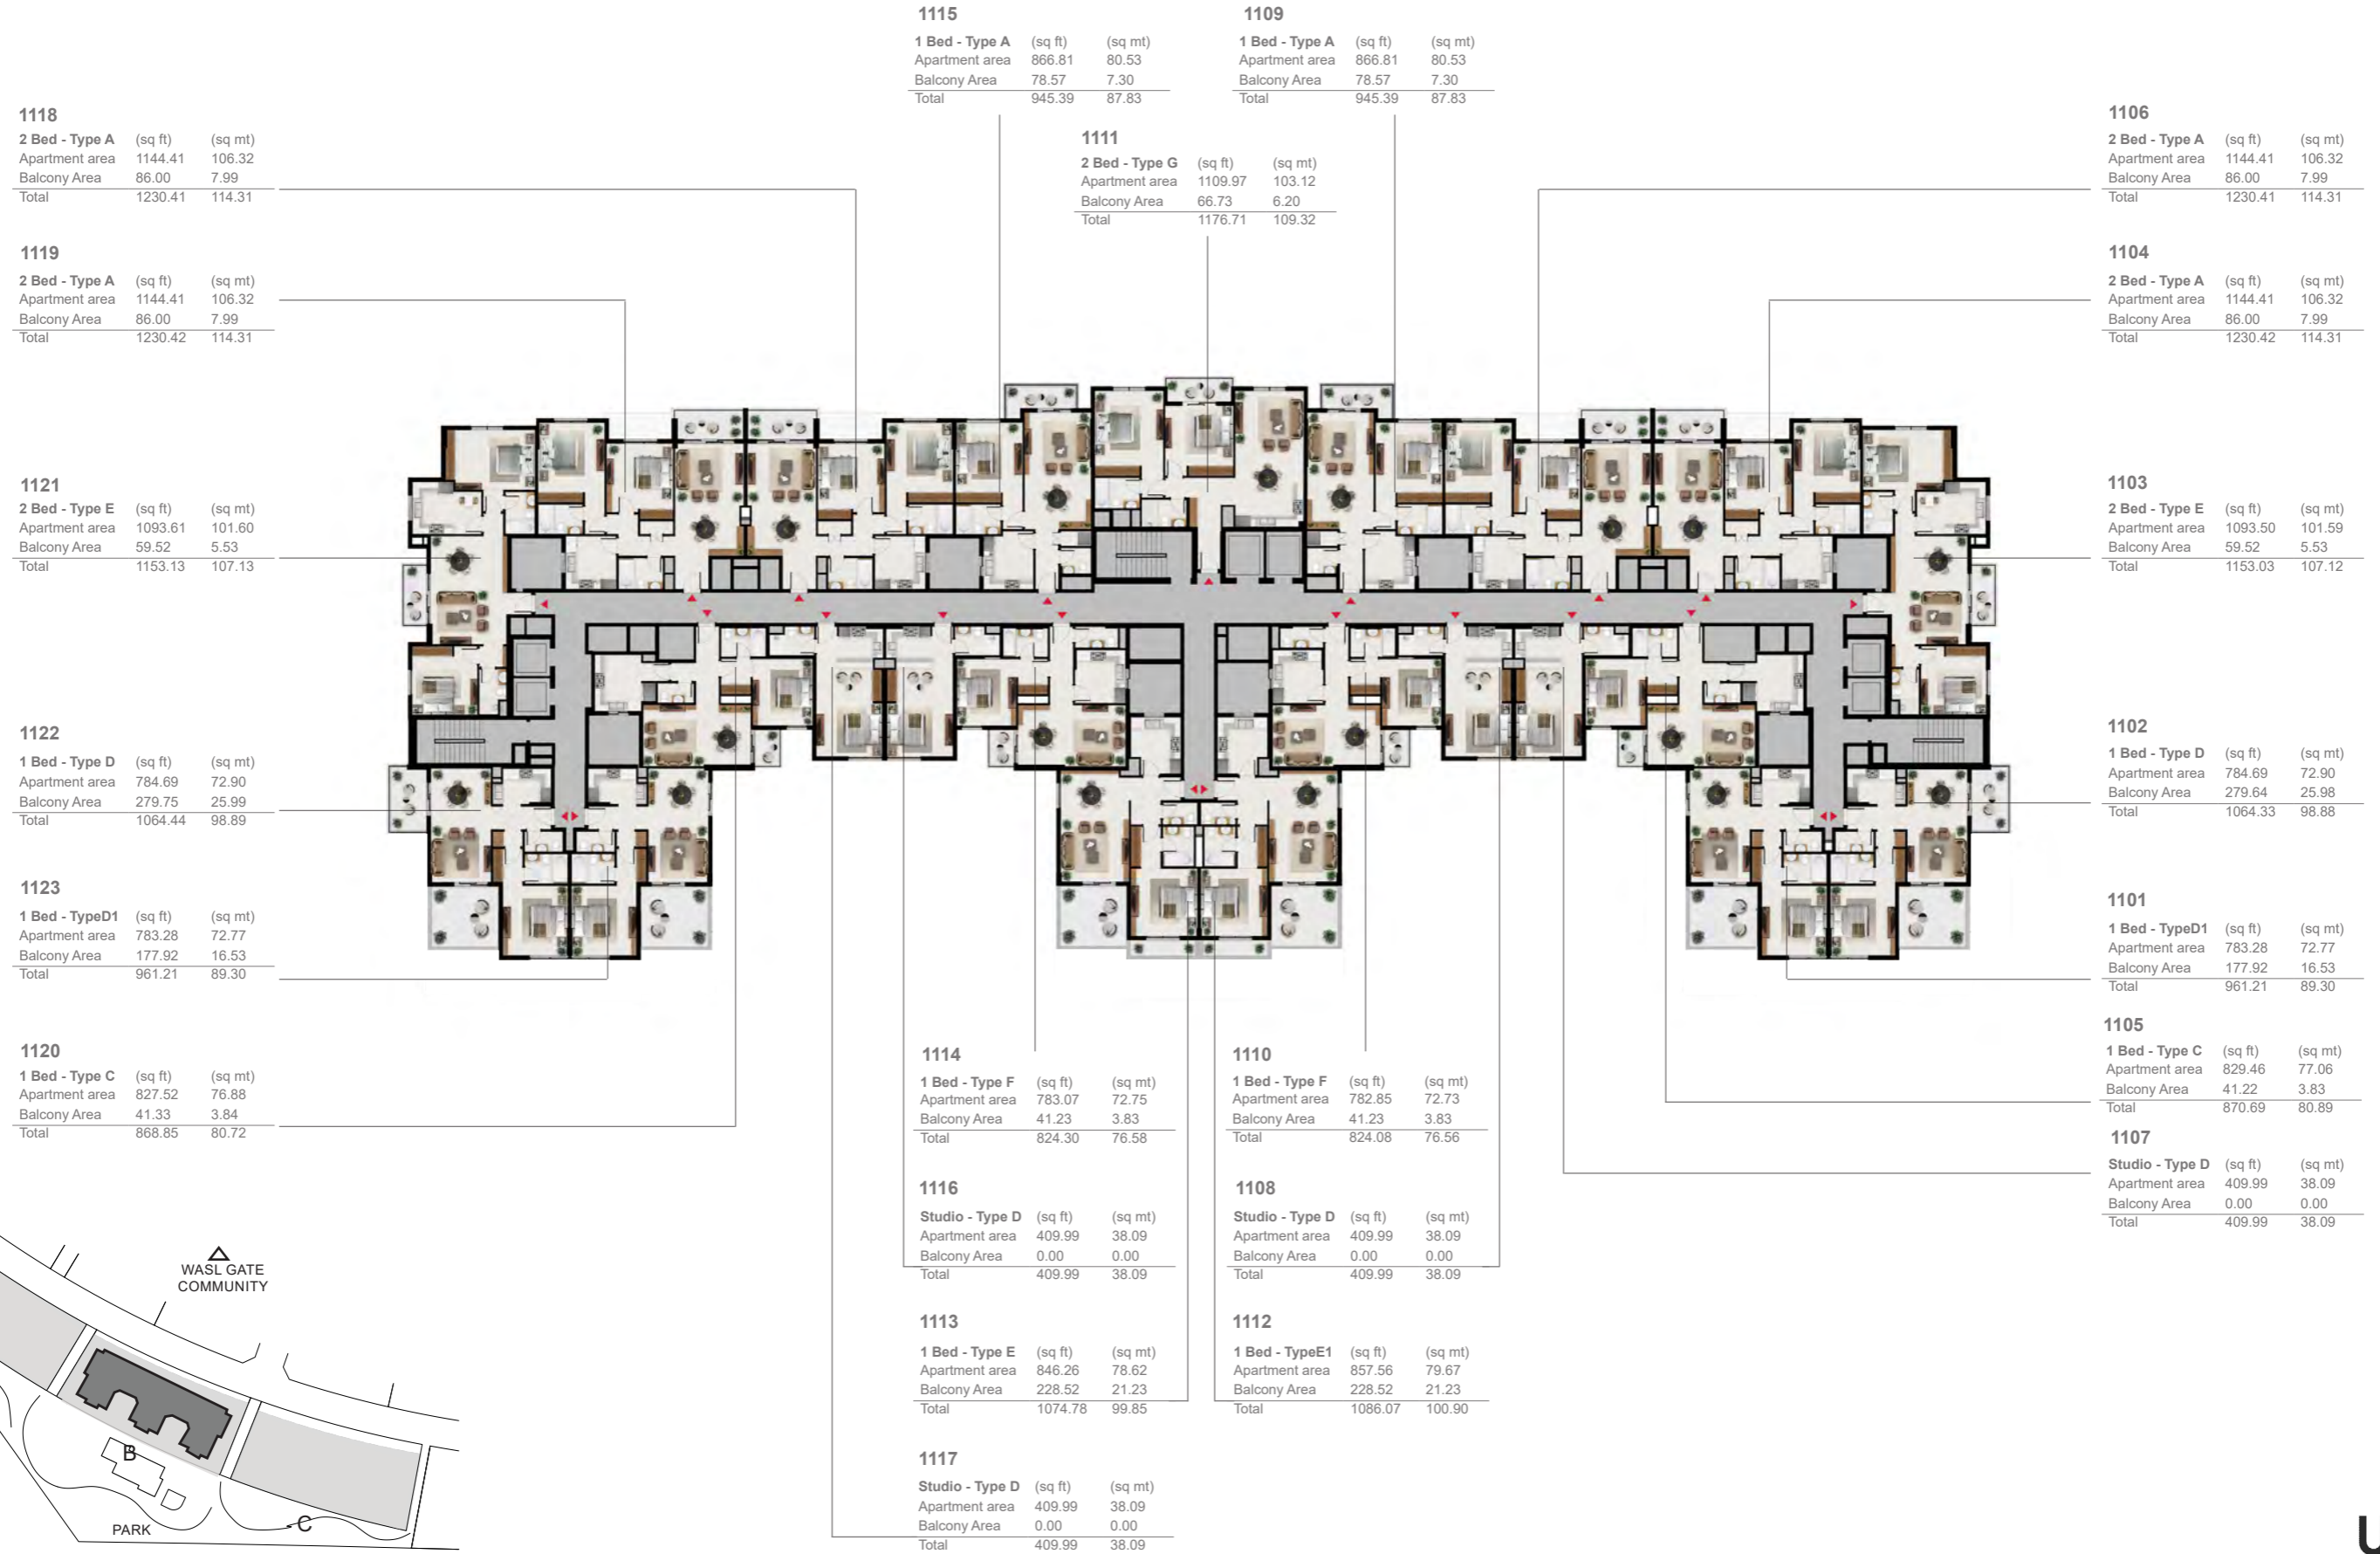 1115
1 Bed - Type A (sq ft) (sq mt)
Apartment area 866.81 80.53
Balcony Area 78.57 7.30
Total 945.39 87.83
1109
1 Bed - Type A (sq ft) (sq mt)
Apartment area 866.81 80.53
Balcony Area 78.57 7.30
Total 945.39 87.83
1111
2 Bed - Type G (sq ft) (sq mt)
Apartment area 1109.97 103.12
Balcony Area 66.73 6.20
Total 1176.71 109.32
1118
2 Bed - Type A (sq ft) (sq mt)
Apartment area 1144.41 106.32
Balcony Area 86.00 7.99
Total 1230.41 114.31
1119
2 Bed - Type A (sq ft) (sq mt)
Apartment area 1144.41 106.32
Balcony Area 86.00 7.99
Total 1230.42 114.31
1121
2 Bed - Type E (sq ft) (sq mt)
Apartment area 1093.61 101.60
Balcony Area 59.52 5.53
Total 1153.13 107.13
1122
1 Bed - Type D (sq ft) (sq mt)
Apartment area 784.69 72.90
Balcony Area 279.75 25.99
Total 1064.44 98.89
1123
1 Bed - TypeD1 (sq ft) (sq mt)
Apartment area 783.28 72.77
Balcony Area 177.92 16.53
Total 961.21 89.30
1120
1 Bed - Type C (sq ft) (sq mt)
Apartment area 827.52 76.88
Balcony Area 41.33 3.84
Total 868.85 80.72
1106
2 Bed - Type A (sq ft) (sq mt)
Apartment area 1144.41 106.32
Balcony Area 86.00 7.99
Total 1230.41 114.31
1104
2 Bed - Type A (sq ft) (sq mt)
Apartment area 1144.41 106.32
Balcony Area 86.00 7.99
Total 1230.42 114.31
1103
2 Bed - Type E (sq ft) (sq mt)
Apartment area 1093.50 101.59
Balcony Area 59.52 5.53
Total 1153.03 107.12
1102
1 Bed - Type D (sq ft) (sq mt)
Apartment area 784.69 72.90
Balcony Area 279.64 25.98
Total 1064.33 98.88
1101
1 Bed - TypeD1 (sq ft) (sq mt)
Apartment area 783.28 72.77
Balcony Area 177.92 16.53
Total 961.21 89.30
1105
1 Bed - Type C (sq ft) (sq mt)
Apartment area 829.46 77.06
Balcony Area 41.22 3.83
Total 870.69 80.89
1107
Studio - Type D (sq ft) (sq mt)
Apartment area 409.99 38.09
Balcony Area 0.00 0.00
Total 409.99 38.09
1114
1 Bed - Type F (sq ft) (sq mt)
Apartment area 783.07 72.75
Balcony Area 41.23 3.83
Total 824.30 76.58
1110
1 Bed - Type F (sq ft) (sq mt)
Apartment area 782.85 72.73
Balcony Area 41.23 3.83
Total 824.08 76.56
1116
Studio - Type D (sq ft) (sq mt)
Apartment area 409.99 38.09
Balcony Area 0.00 0.00
Total 409.99 38.09
1108
Studio - Type D (sq ft) (sq mt)
Apartment area 409.99 38.09
Balcony Area 0.00 0.00
Total 409.99 38.09
1113
1 Bed - Type E (sq ft) (sq mt)
Apartment area 846.26 78.62
Balcony Area 228.52 21.23
Total 1074.78 99.85
1112
1 Bed - TypeE1 (sq ft) (sq mt)
Apartment area 857.56 79.67
Balcony Area 228.52 21.23
Total 1086.07 100.90
1117
Studio - Type D (sq ft) (sq mt)
Apartment area 409.99 38.09
Balcony Area 0.00 0.00
Total 409.99 38.09
WASL GATE
COMMUNITY
B
C
PARK